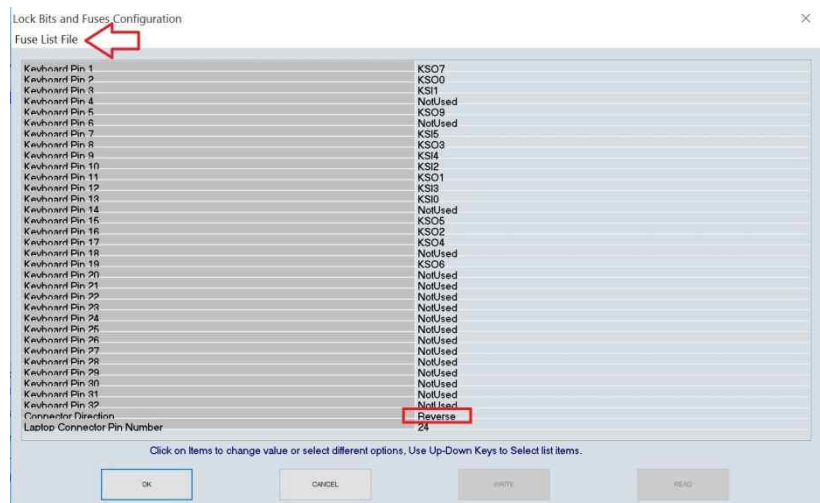 Lock Bits and Fuses Configuration
Fuse List File
Keyboard Pin 1 KSO7
Keyboard Pin 2 KSO0
Keyboard Pin 3 KSI1
Keyboard Pin 4 NotUsed
Keyboard Pin 5 KSO9
Keyboard Pin 6 NotUsed
Keyboard Pin 7 KSI5
Keyboard Pin 8 KSO3
Keyboard Pin 9 KSI4
Keyboard Pin 10 KSI2
Keyboard Pin 11 KSO1
Keyboard Pin 12 KSI3
Keyboard Pin 13 KSI0
Keyboard Pin 14 NotUsed
Keyboard Pin 15 KSO5
Keyboard Pin 16 KSO2
Keyboard Pin 17 KSO4
Keyboard Pin 18 NotUsed
Keyboard Pin 19 KSO6
Keyboard Pin 20 NotUsed
Keyboard Pin 21 NotUsed
Keyboard Pin 22 NotUsed
Keyboard Pin 23 NotUsed
Keyboard Pin 24 NotUsed
Keyboard Pin 25 NotUsed
Keyboard Pin 26 NotUsed
Keyboard Pin 27 NotUsed
Keyboard Pin 28 NotUsed
Keyboard Pin 29 NotUsed
Keyboard Pin 30 NotUsed
Keyboard Pin 31 NotUsed
Keyboard Pin 32 NotUsed
Connector Direction Reverse
Laptop Connector Pin Number 24
Click on Items to change value or select different options, Use Up-Down Keys to Select list items.
OK CANCEL WRITE READ